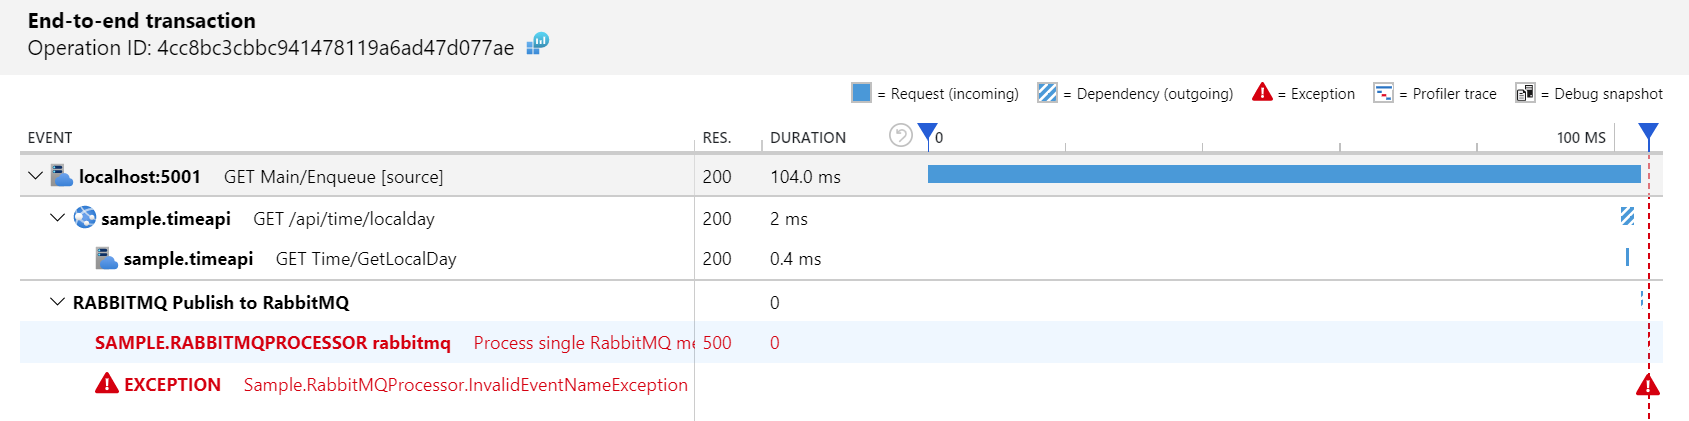 End-to-end transaction
Operation ID: 4cc8bc3cbbc941478119a6ad47d077ae
= Request (incoming) = Dependency (outgoing) = Exception = Profiler trace = Debug snapshot
EVENT RES. DURATION 0 100 MS
localhost:5001 GET Main/Enqueue [source] 200 104.0 ms
sample.timeapi GET /api/time/localday 200 2 ms
sample.timeapi GET Time/GetLocalDay 200 0.4 ms
RABBITMQ Publish to RabbitMQ 0
SAMPLE.RABBITMQPROCESSOR rabbitmq Process single RabbitMQ me 500 0
EXCEPTION Sample.RabbitMQProcessor.InvalidEventNameException